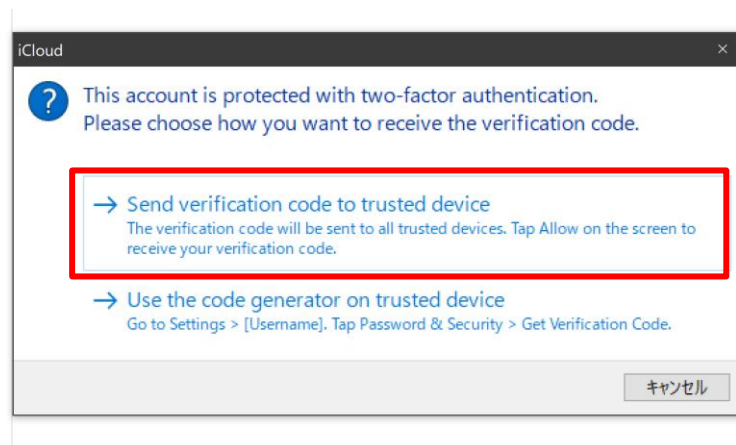 iCloud
This account is protected with two-factor authentication.
Please choose how you want to receive the verification code.
Send verification code to trusted device
The verification code will be sent to all trusted devices. Tap Allow on the screen to
receive your verification code.
Use the code generator on trusted device
Go to Settings > [Username]. Tap Password & Security > Get Verification Code.
キャンセル